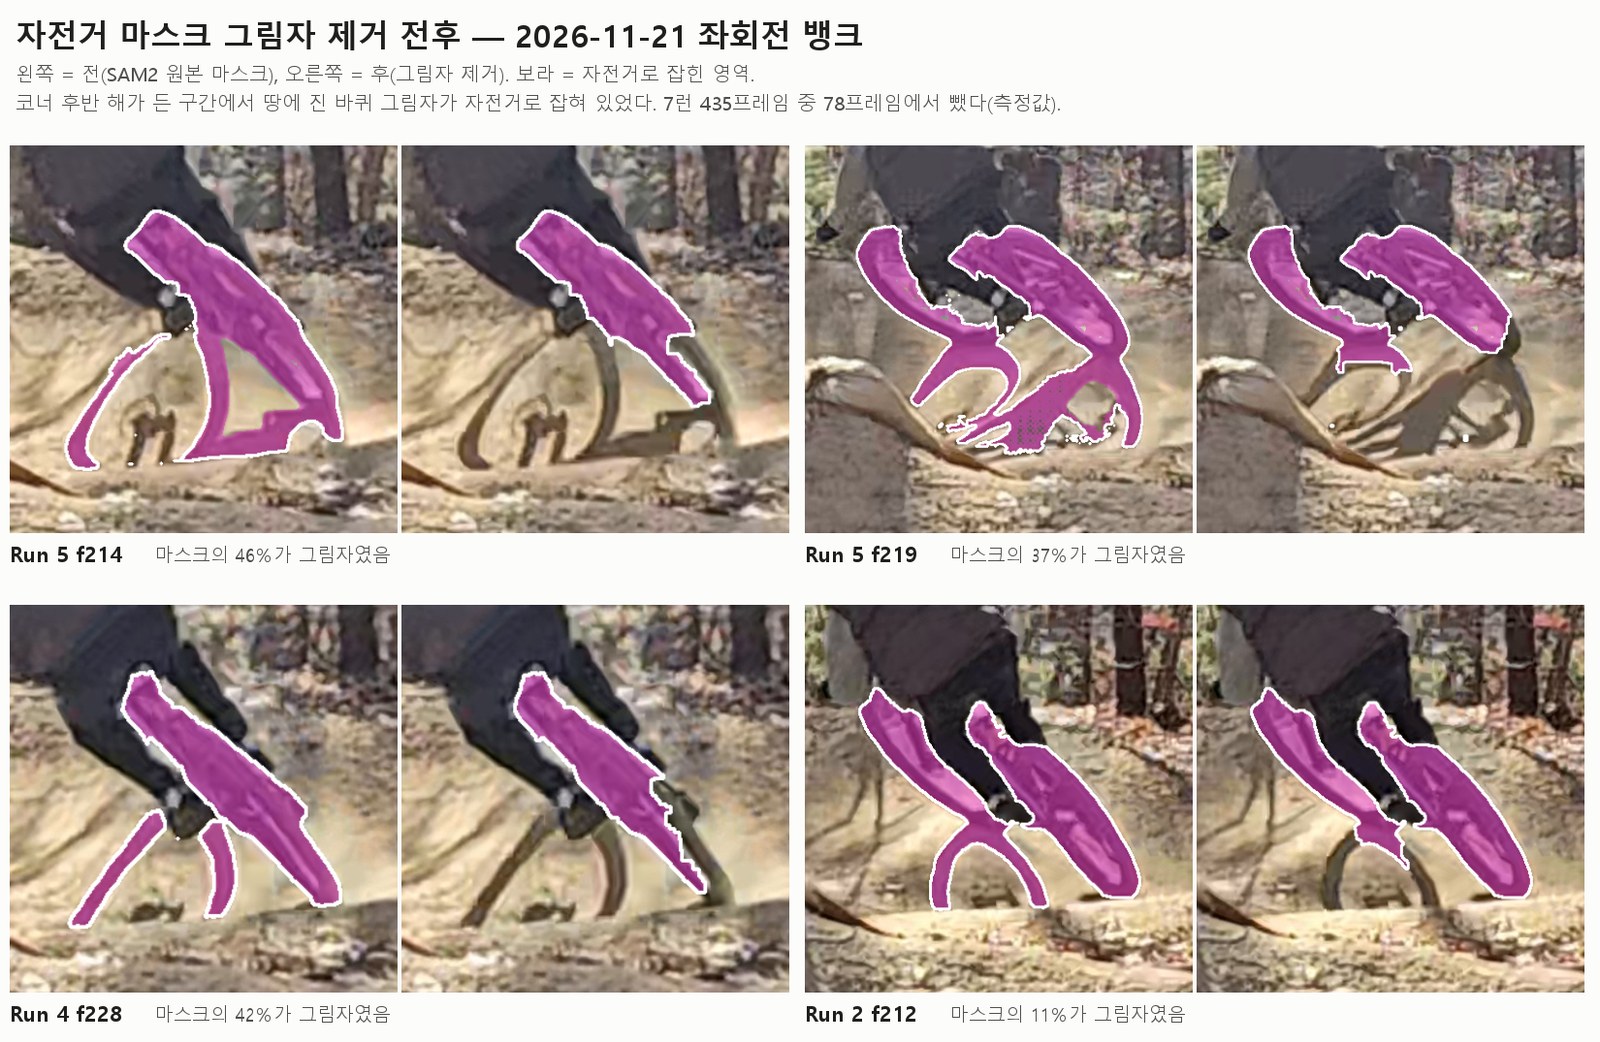 자전거 마스크 그림자 제거 전후 — 2026-11-21 좌회전 뱅크
왼쪽 = 전(SAM2 원본 마스크), 오른쪽 = 후(그림자 제거). 보라 = 자전거로 잡힌 영역.
코너 후반 해가 든 구간에서 땅에 진 바퀴 그림자가 자전거로 잡혀 있었다. 7런 435프레임 중 78프레임에서 뺐다(측정값).
Run 5 f214 마스크의 46%가 그림자였음
Run 5 f219 마스크의 37%가 그림자였음
Run 4 f228 마스크의 42%가 그림자였음
Run 2 f212 마스크의 11%가 그림자였음